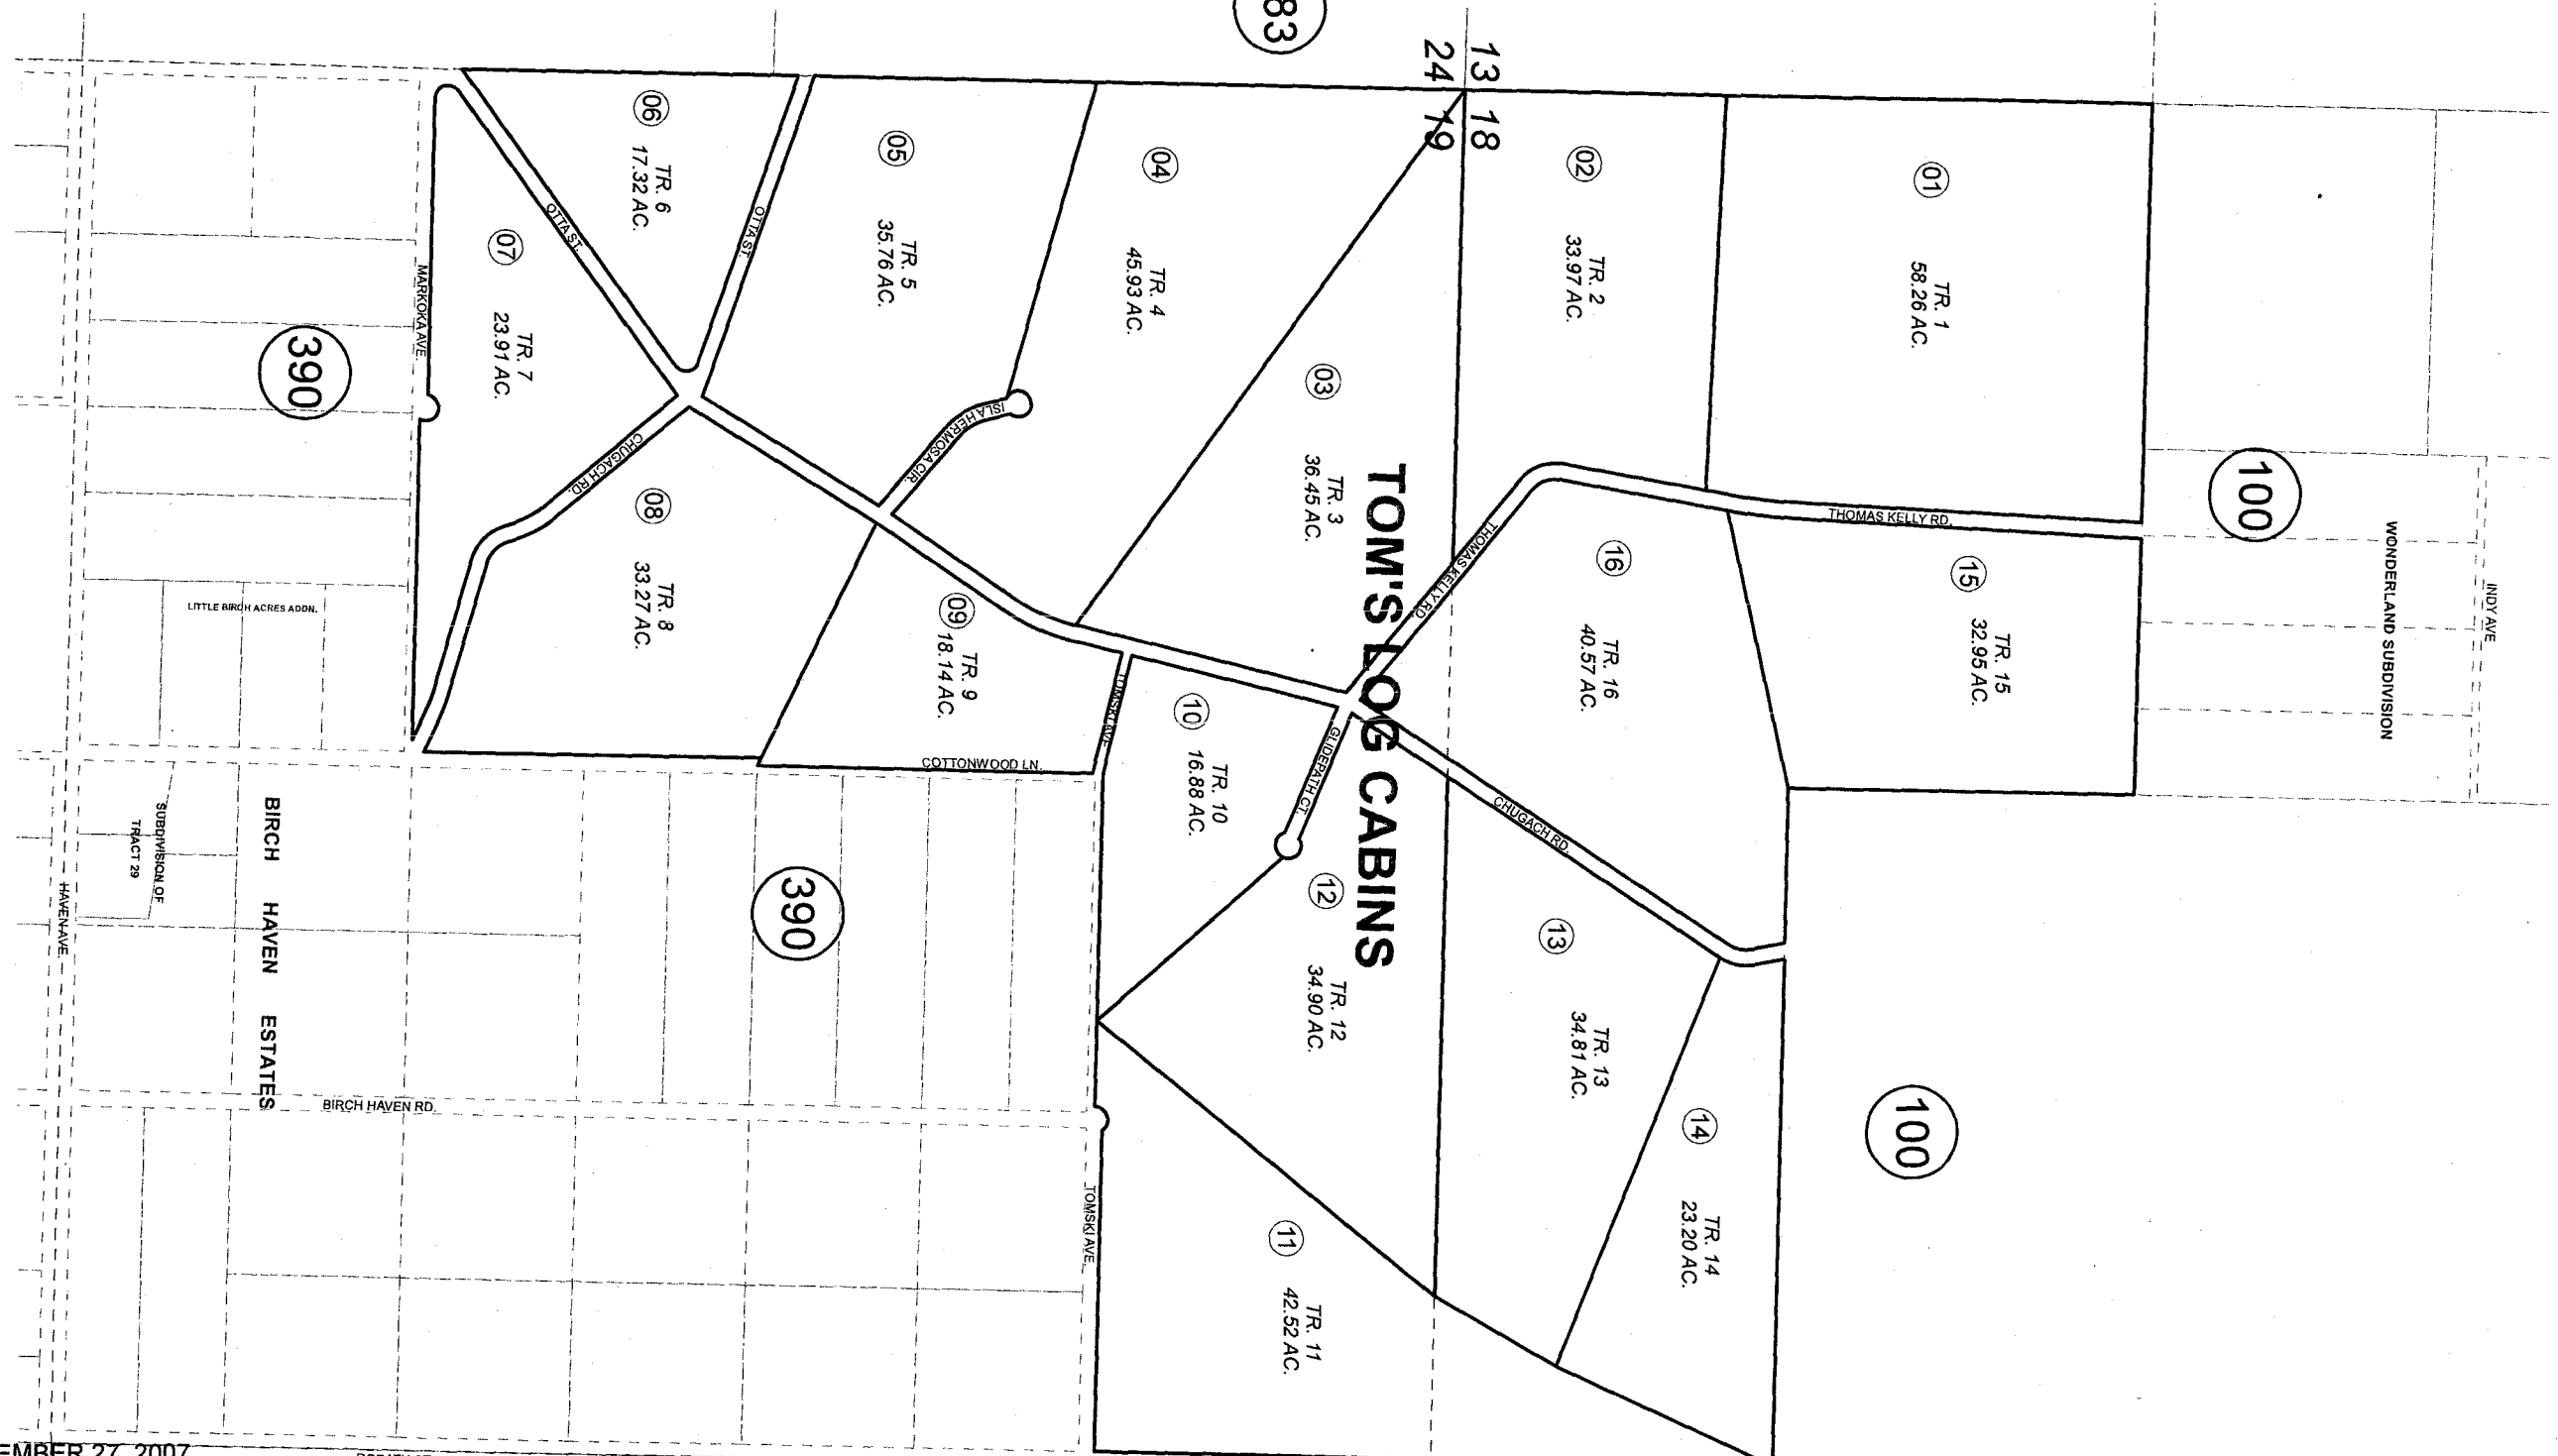 83
13
24
18
19
01
TR. 1
58.26 AC.
02
TR. 2
33.97 AC.
03
TR. 3
36.45 AC.
04
TR. 4
45.93 AC.
05
TR. 5
35.76 AC.
06
TR. 6
17.32 AC.
07
TR. 7
23.91 AC.
08
TR. 8
33.27 AC.
09
TR. 9
18.14 AC.
10
TR. 10
16.88 AC.
11
TR. 11
42.52 AC.
12
TR. 12
34.90 AC.
13
TR. 13
34.81 AC.
14
TR. 14
23.20 AC.
15
TR. 15
32.95 AC.
16
TR. 16
40.57 AC.
TOM'S LOG CABINS
THOMAS KELLY RD.
THOMAS KELLY RD.
OTTA ST.
OTTA ST.
MARKOKA AVE.
CHUGACH RD.
CHUGACH RD.
ISLA HERMOSA CIR.
TOMSKI AVE.
TOMSKI AVE.
GLIDEPATH CT.
COTTONWOOD LN.
BIRCH HAVEN RD.
HAVEN AVE.
INDY AVE
WONDERLAND SUBDIVISION
100
100
390
390
LITTLE BIRCH ACRES ADDN.
SUBDIVISION OF
TRACT 29
BIRCH HAVEN ESTATES
EMBER 27, 2007